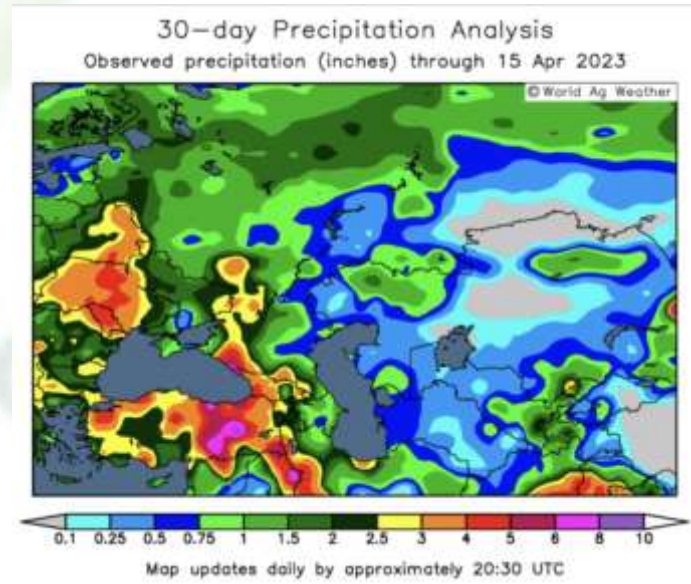 30-day Precipitation Analysis
Observed precipitation (inches) through 15 Apr 2023
© World Ag Weather
0.1 0.25 0.5 0.75 1 1.5 2 2.5 3 4 5 6 8 10
Map updates daily by approximately 20:30 UTC